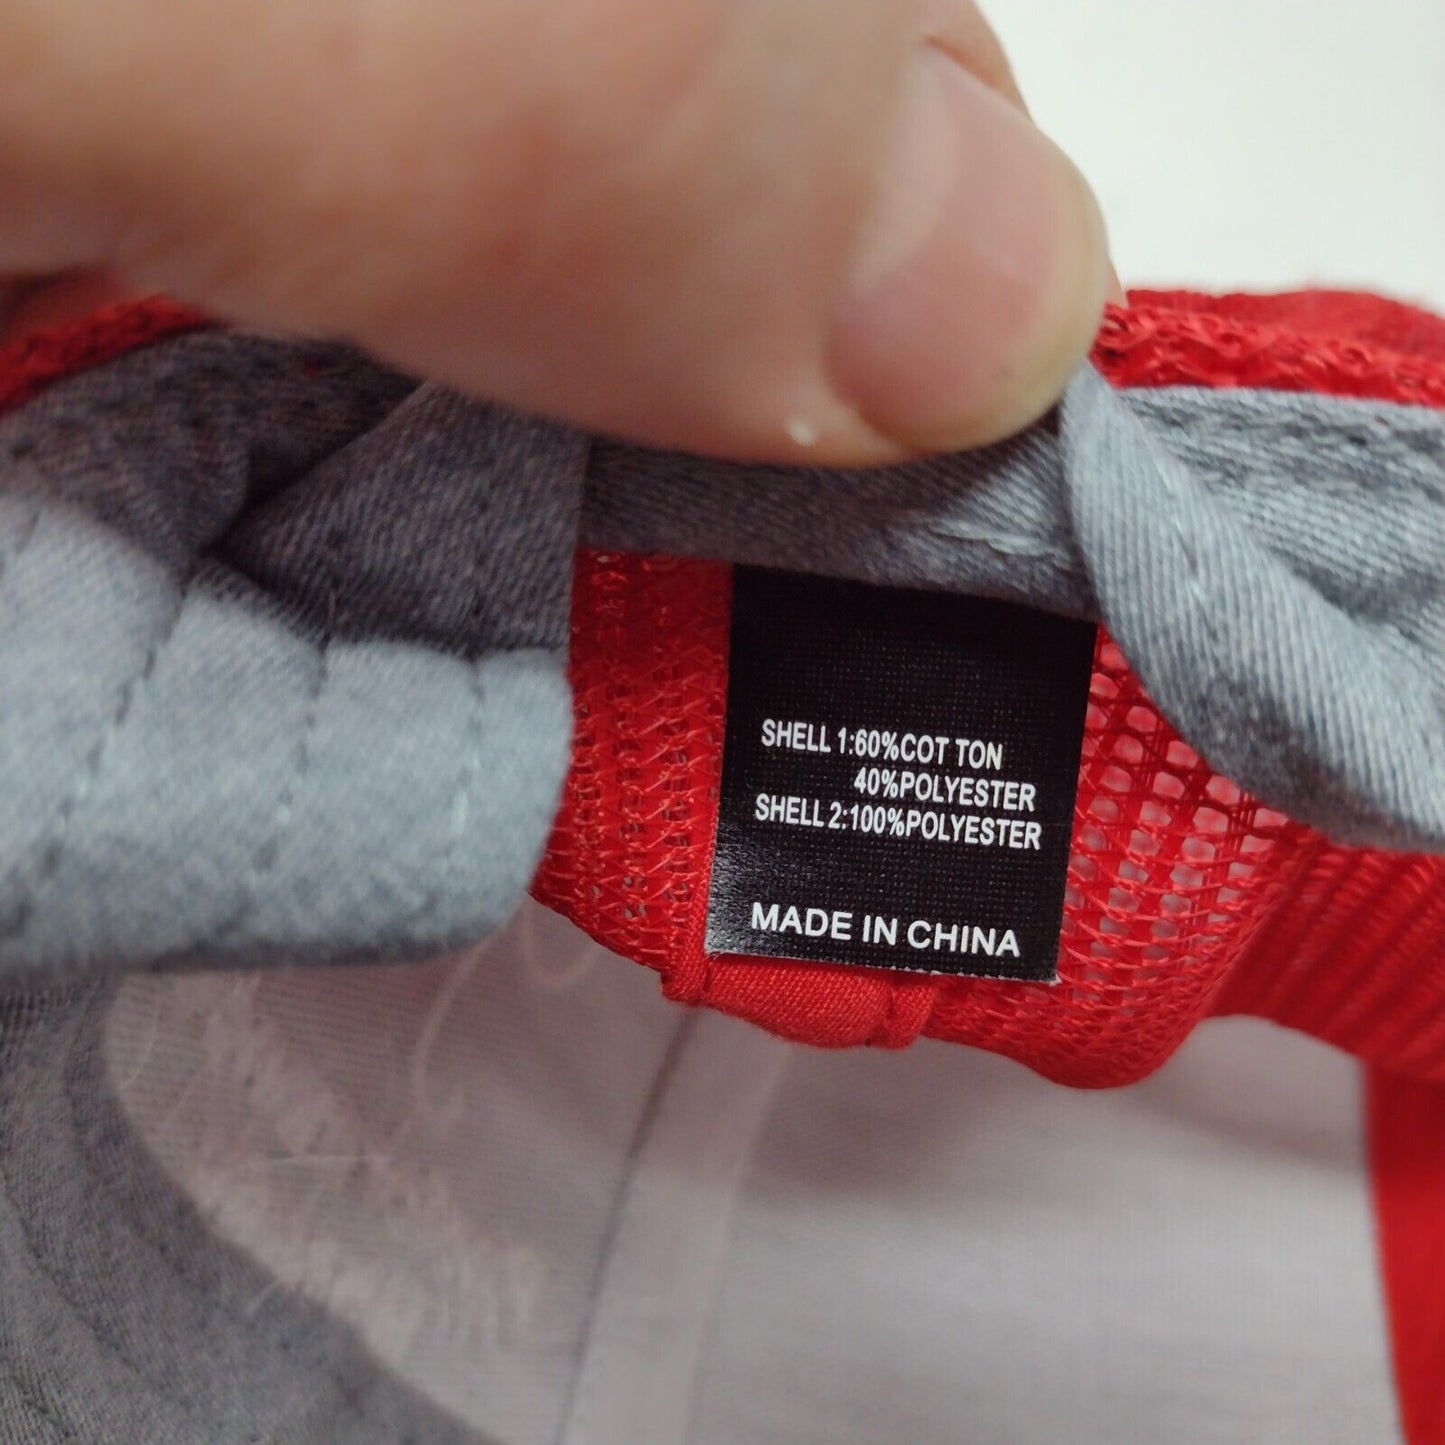 SHELL 1:60%COT TON
40%POLYESTER
SHELL 2:100%POLYESTER
MADE IN CHINA